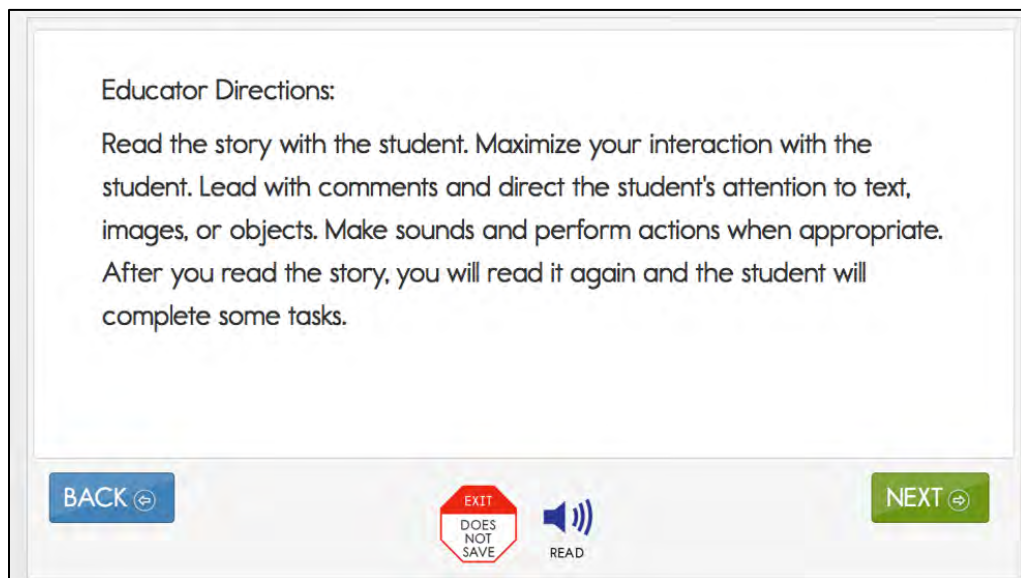 Educator Directions:
Read the story with the student. Maximize your interaction with the
student. Lead with comments and direct the student's attention to text,
images, or objects. Make sounds and perform actions when appropriate.
After you read the story, you will read it again and the student will
complete some tasks.
BACK
EXIT
DOES
NOT
SAVE
READ
NEXT